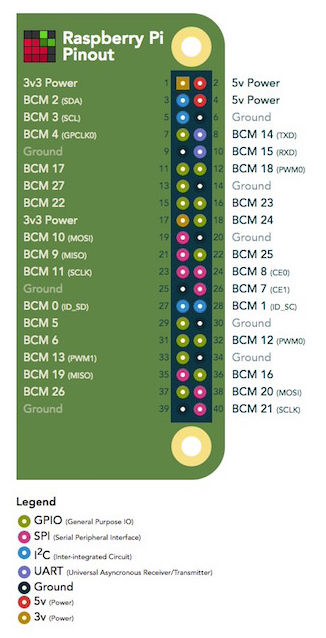 Raspberry Pi
Pinout
3v3 Power 1 2 5v Power
BCM 2 (SDA) 3 4 5v Power
BCM 3 (SCL) 5 6 Ground
BCM 4 (GPCLK0) 7 8 BCM 14 (TXD)
Ground 9 10 BCM 15 (RXD)
BCM 17 11 12 BCM 18 (PWM0)
BCM 27 13 14 Ground
BCM 22 15 16 BCM 23
3v3 Power 17 18 BCM 24
BCM 10 (MOSI) 19 20 Ground
BCM 9 (MISO) 21 22 BCM 25
BCM 11 (SCLK) 23 24 BCM 8 (CE0)
Ground 25 26 BCM 7 (CE1)
BCM 0 (ID_SD) 27 28 BCM 1 (ID_SC)
BCM 5 29 30 Ground
BCM 6 31 32 BCM 12 (PWM0)
BCM 13 (PWM1) 33 34 Ground
BCM 19 (MISO) 35 36 BCM 16
BCM 26 37 38 BCM 20 (MOSI)
Ground 39 40 BCM 21 (SCLK)
Legend
GPIO (General Purpose IO)
SPI (Serial Peripheral Interface)
I²C (Inter-integrated Circuit)
UART (Universal Asyncronous Receiver/Transmitter)
Ground
5v (Power)
3v (Power)